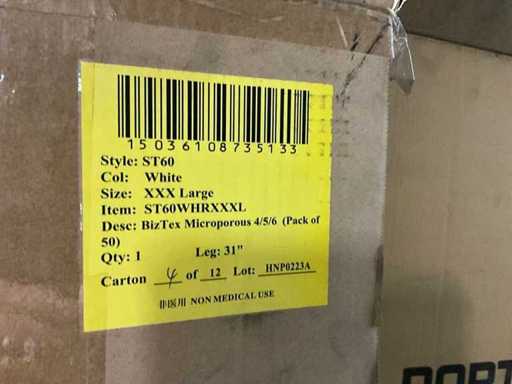 15036108735133
Style: ST60
Col: White
Size: XXX Large
Item: ST60WHRXXXL
Desc: BizTex Microporous 4/5/6 (Pack of
50)
Qty: 1 Leg: 31"
Carton 4 of 12 Lot: HNP0223A
非医用 NON MEDICAL USE
PORT